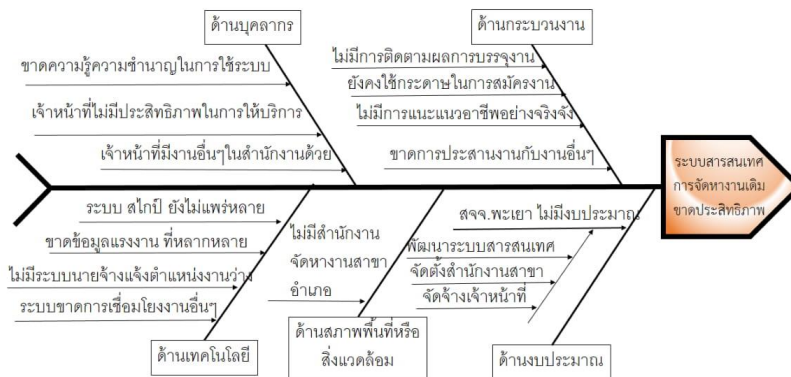 ด้านบุคลากร
ขาดความรู้ความชำนาญในการใช้ระบบ
เจ้าหน้าที่ไม่มีประสิทธิภาพในการให้บริการ
เจ้าหน้าที่มีงานอื่นๆในสำนักงานด้วย
ด้านกระบวนงาน
ไม่มีการติดตามผลการบรรจุงาน
ยังคงใช้กระดาษในการสมัครงาน
ไม่มีการแนะแนวอาชีพอย่างจริงจัง
ขาดการประสานงานกับงานอื่นๆ
ระบบสารสนเทศ
การจัดหางานเดิม
ขาดประสิทธิภาพ
ระบบ สไกป์ ยังไม่แพร่หลาย
ขาดข้อมูลแรงงาน ที่หลากหลาย
ไม่มีระบบนายจ้างแจ้งตำแหน่งงานว่าง
ระบบขาดการเชื่อมโยงงานอื่นๆ
ด้านเทคโนโลยี
ไม่มีสำนักงาน
จัดหางานสาขา
อำเภอ
ด้านสภาพพื้นที่หรือ
สิ่งแวดล้อม
สจจ.พะเยา ไม่มีงบประมาณ
พัฒนาระบบสารสนเทศ
จัดตั้งสำนักงานสาขา
จัดจ้างเจ้าหน้าที่
ด้านงบประมาณ